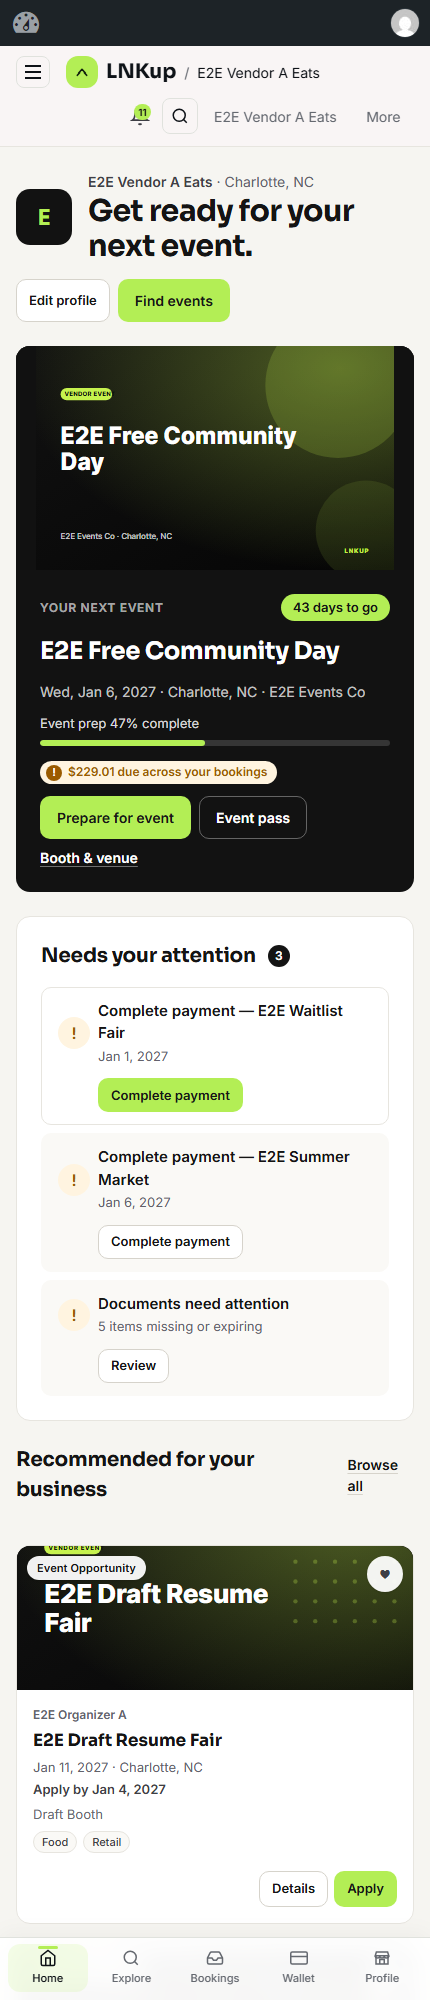 LNKup / E2E Vendor A Eats
11
E2E Vendor A Eats
More
E
E2E Vendor A Eats · Charlotte, NC
Get ready for your
next event.
Edit profile
Find events
VENDOR EVEN
E2E Free Community
Day
E2E Events Co · Charlotte, NC
LNKUP
YOUR NEXT EVENT
43 days to go
E2E Free Community Day
Wed, Jan 6, 2027 · Charlotte, NC · E2E Events Co
Event prep 47% complete
! $229.01 due across your bookings
Prepare for event
Event pass
Booth & venue
Needs your attention 3
!
Complete payment — E2E Waitlist
Fair
Jan 1, 2027
Complete payment
!
Complete payment — E2E Summer
Market
Jan 6, 2027
Complete payment
!
Documents need attention
5 items missing or expiring
Review
Recommended for your
business
Browse
all
VENDOR EVEN
Event Opportunity
E2E Draft Resume
Fair
E2E Organizer A
E2E Draft Resume Fair
Jan 11, 2027 · Charlotte, NC
Apply by Jan 4, 2027
Draft Booth
Food
Retail
Details
Apply
Home
Explore
Bookings
Wallet
Profile